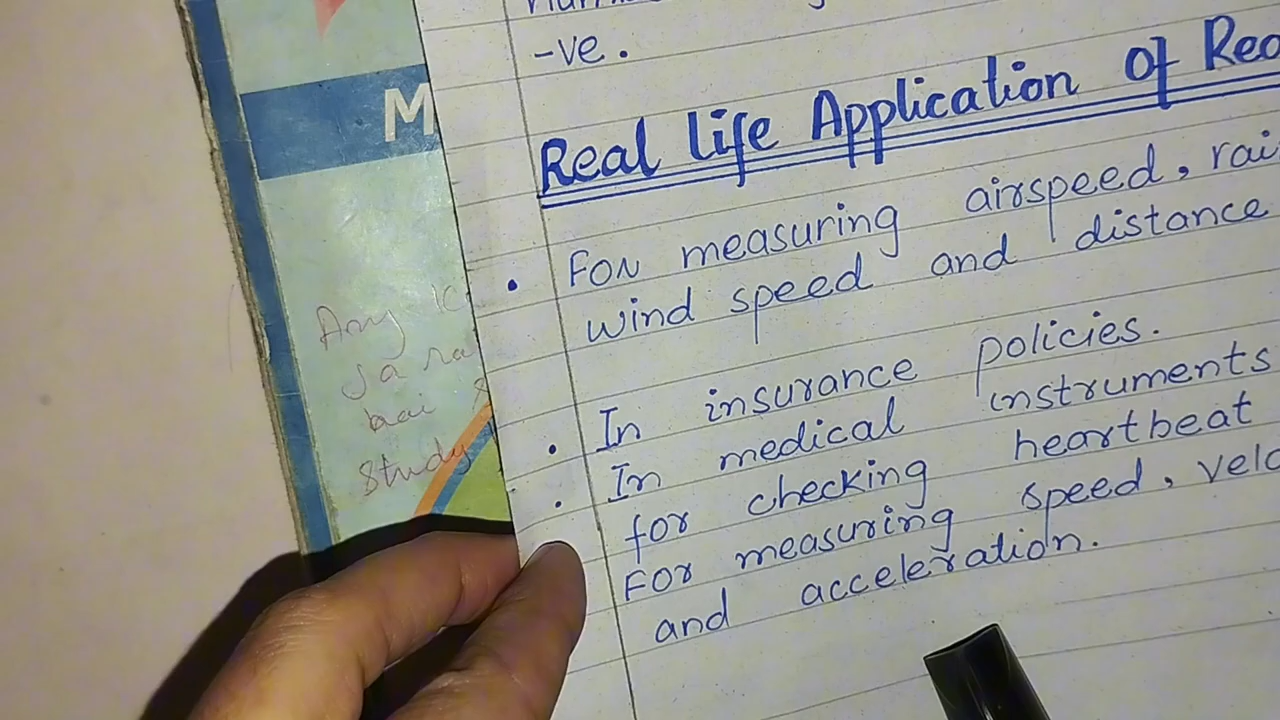 -ve.
Real Life Application of Rea
• For measuring airspeed, rai
wind speed and distance
• In insurance policies.
• In medical instruments
for checking heartbeat
For measuring speed, velo
and acceleration.
M
Study